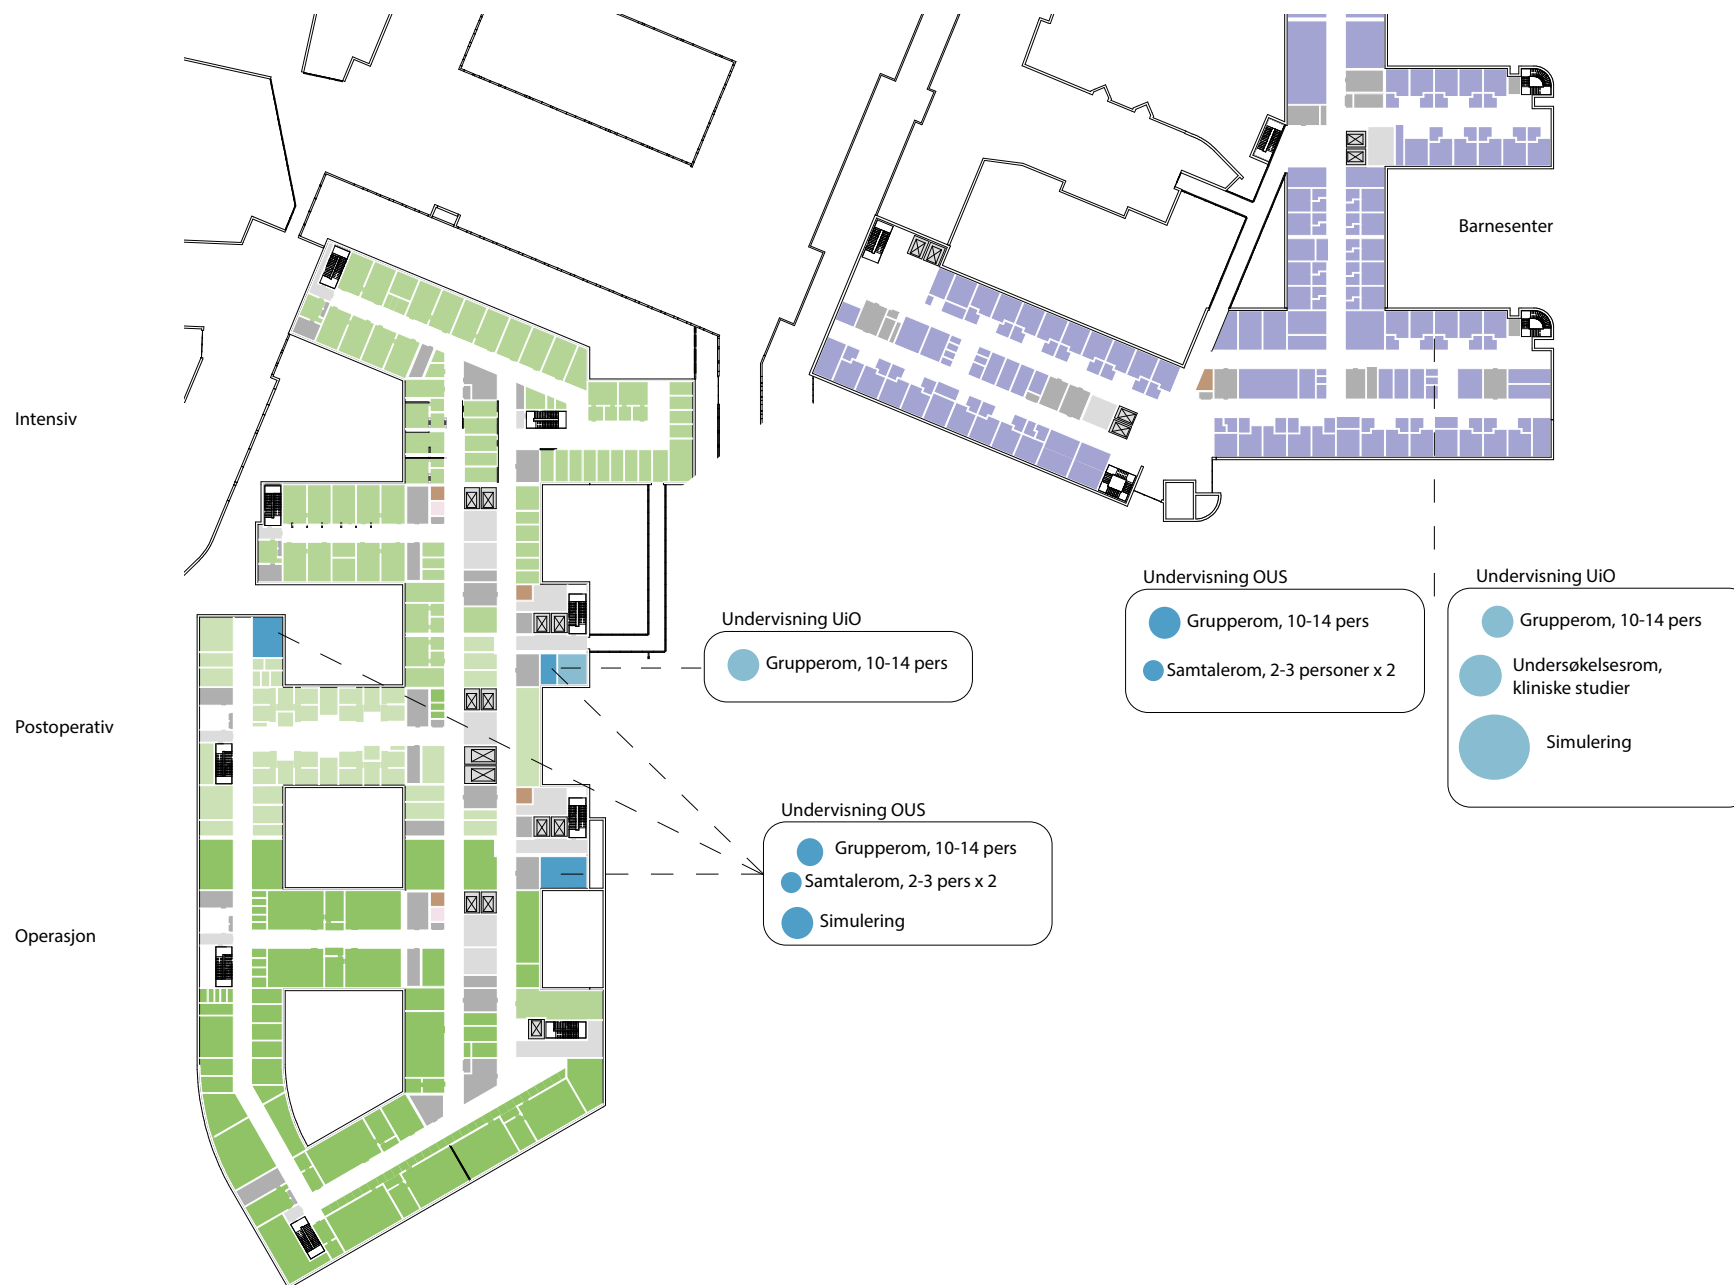 Barnesenter
Intensiv
Undervisning OUS
Grupperom, 10-14 pers
Samtalerom, 2-3 personer x 2
Undervisning UiO
Grupperom, 10-14 pers
Undersøkelsesrom,
kliniske studier
Simulering
Undervisning UiO
Grupperom, 10-14 pers
Postoperativ
Undervisning OUS
Grupperom, 10-14 pers
Samtalerom, 2-3 pers x 2
Simulering
Operasjon